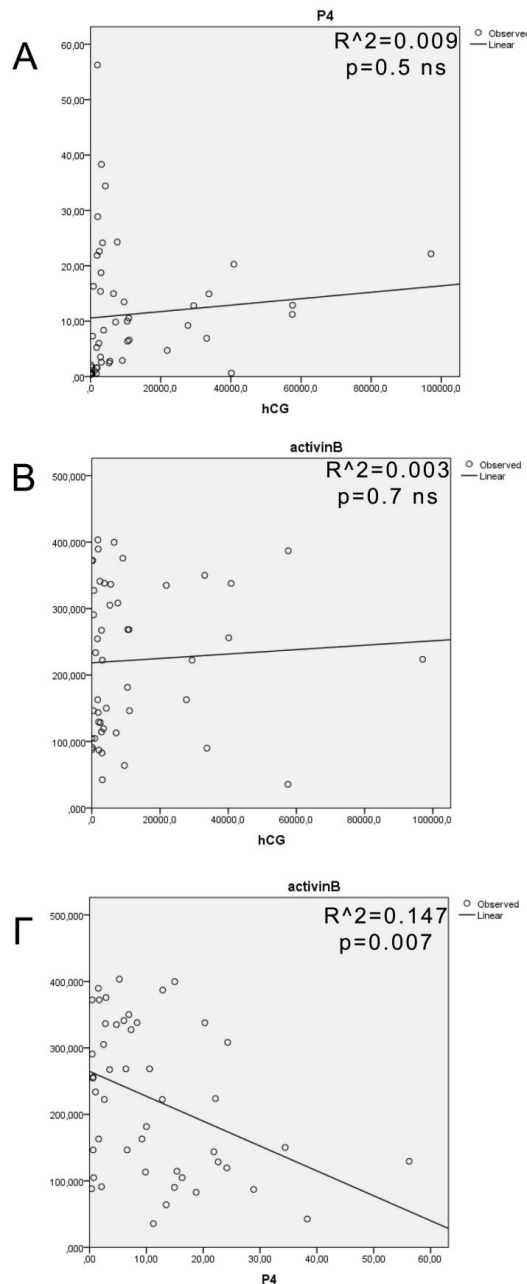 P4
A
R^2=0.009
p=0.5 ns
Observed
Linear
60,00
50,00
40,00
30,00
20,00
10,00
,00
,0
20000,0
40000,0
60000,0
80000,0
100000,0
hCG
activinB
B
R^2=0.003
p=0.7 ns
Observed
Linear
500,000
400,000
300,000
200,000
100,000
,000
,0
20000,0
40000,0
60000,0
80000,0
100000,0
hCG
activinB
Γ
R^2=0.147
p=0.007
Observed
Linear
500,000
400,000
300,000
200,000
100,000
,000
,00
10,00
20,00
30,00
40,00
50,00
60,00
P4